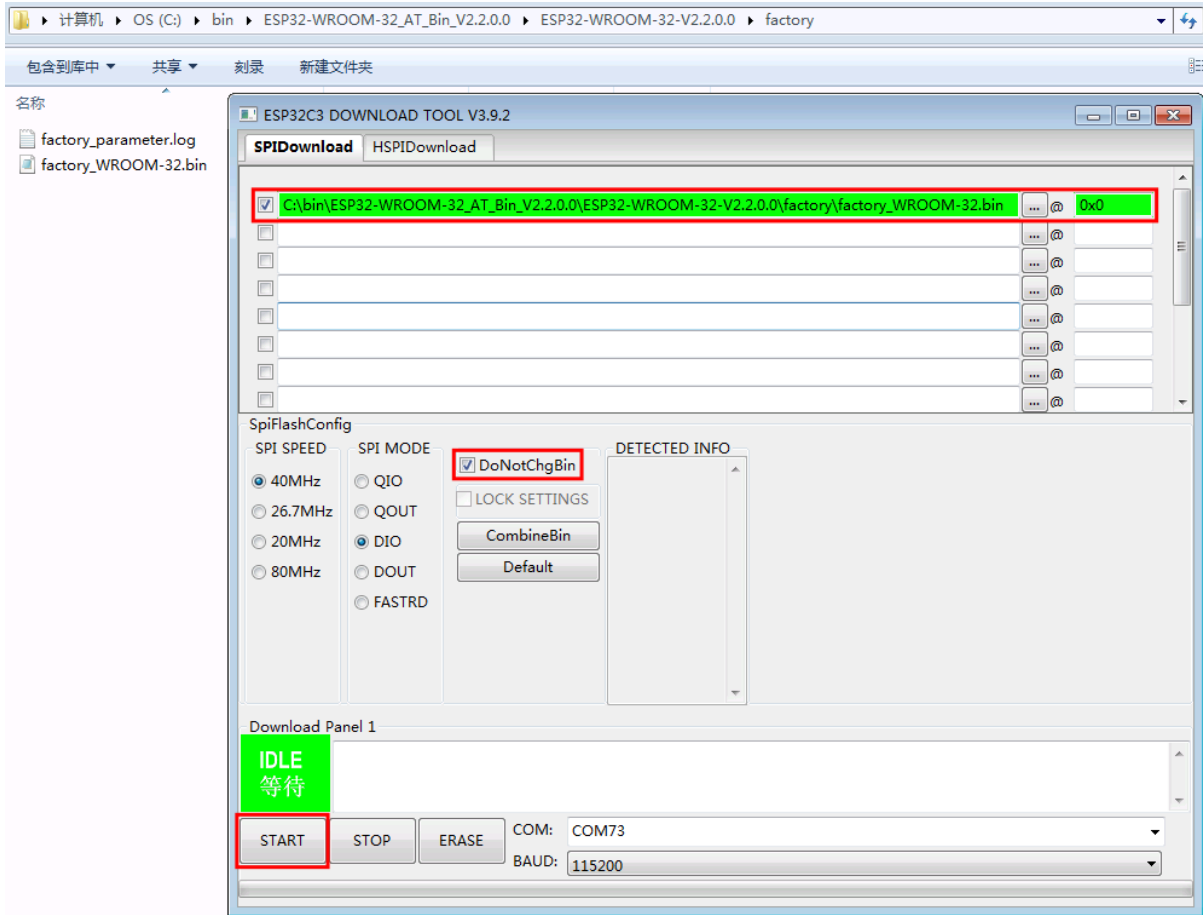 计算机 ▸ OS (C:) ▸ bin ▸ ESP32-WROOM-32_AT_Bin_V2.2.0.0 ▸ ESP32-WROOM-32-V2.2.0.0 ▸ factory
包含到库中 共享 刻录 新建文件夹
名称
factory_parameter.log
factory_WROOM-32.bin
ESP32C3 DOWNLOAD TOOL V3.9.2
SPIDownload HSPIDownload
C:\bin\ESP32-WROOM-32_AT_Bin_V2.2.0.0\ESP32-WROOM-32-V2.2.0.0\factory\factory_WROOM-32.bin ... @ 0x0
... @
... @
... @
... @
... @
... @
... @
SpiFlashConfig
SPI SPEED
40MHz
26.7MHz
20MHz
80MHz
SPI MODE
QIO
QOUT
DIO
DOUT
FASTRD
DoNotChgBin
LOCK SETTINGS
CombineBin
Default
DETECTED INFO
Download Panel 1
IDLE
等待
START STOP ERASE
COM: COM73
BAUD: 115200